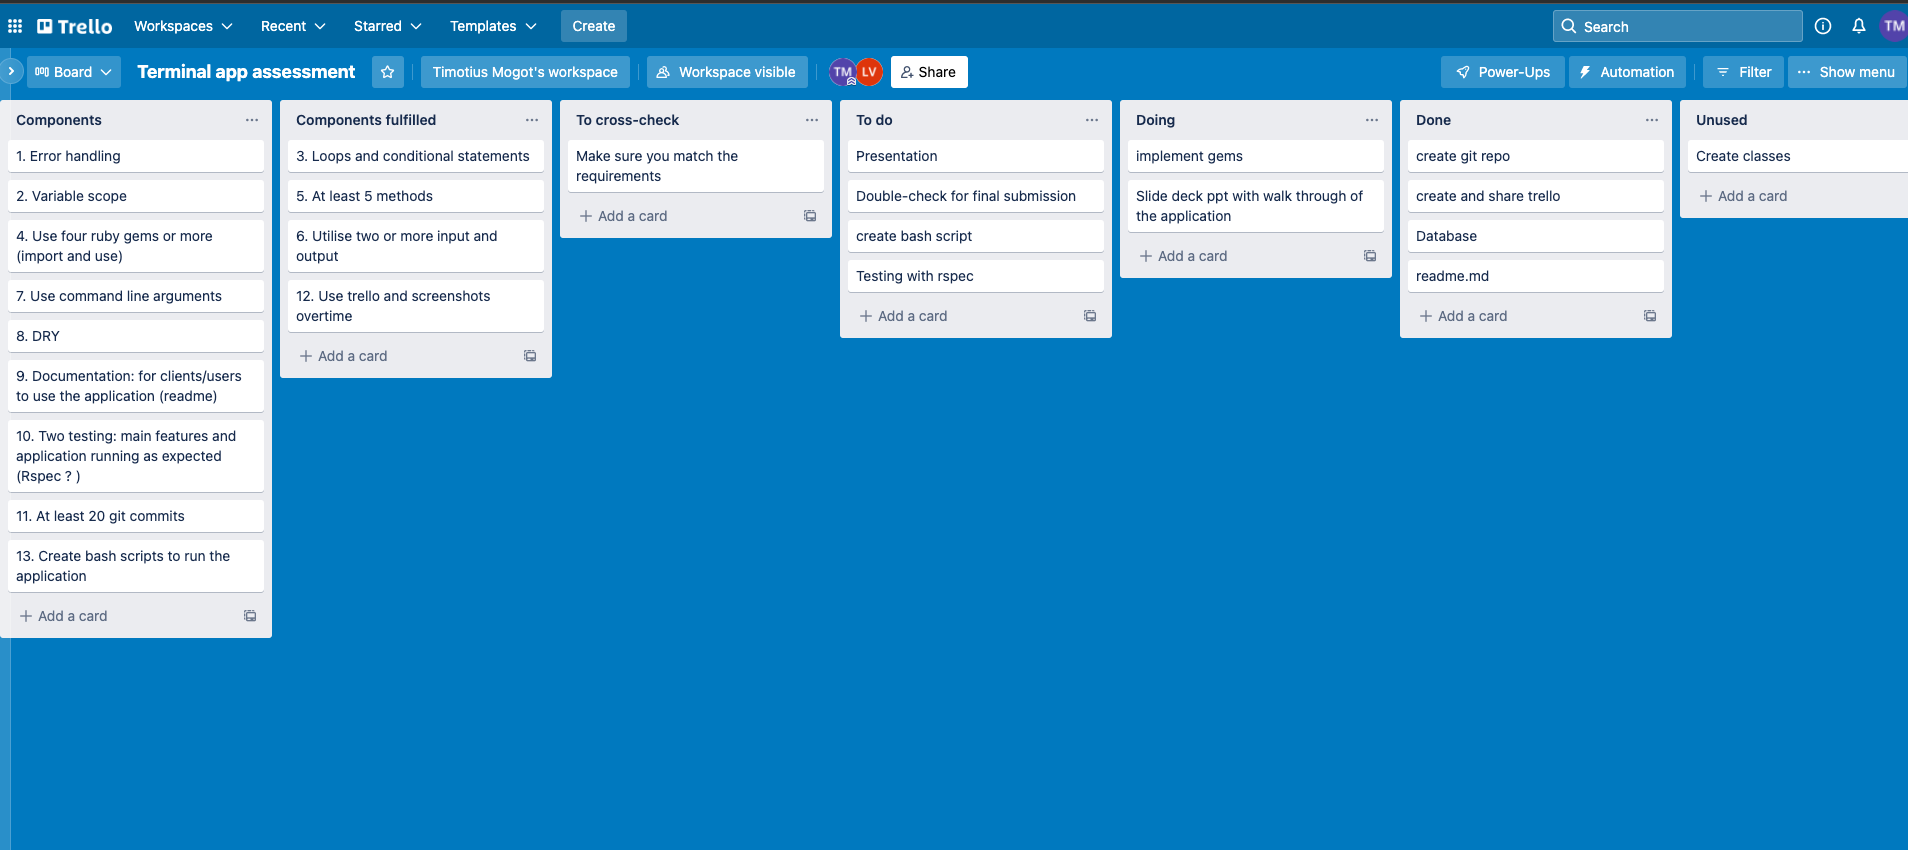 Trello
Workspaces
Recent
Starred
Templates
Create
Search
TM
Board
Terminal app assessment
Timotius Mogot's workspace
Workspace visible
TM
LV
Share
Power-Ups
Automation
Filter
Show menu
Components
1. Error handling
2. Variable scope
4. Use four ruby gems or more
(import and use)
7. Use command line arguments
8. DRY
9. Documentation: for clients/users
to use the application (readme)
10. Two testing: main features and
application running as expected
(Rspec ? )
11. At least 20 git commits
13. Create bash scripts to run the
application
Add a card
Components fulfilled
3. Loops and conditional statements
5. At least 5 methods
6. Utilise two or more input and
output
12. Use trello and screenshots
overtime
Add a card
To cross-check
Make sure you match the
requirements
Add a card
To do
Presentation
Double-check for final submission
create bash script
Testing with rspec
Add a card
Doing
implement gems
Slide deck ppt with walk through of
the application
Add a card
Done
create git repo
create and share trello
Database
readme.md
Add a card
Unused
Create classes
Add a card